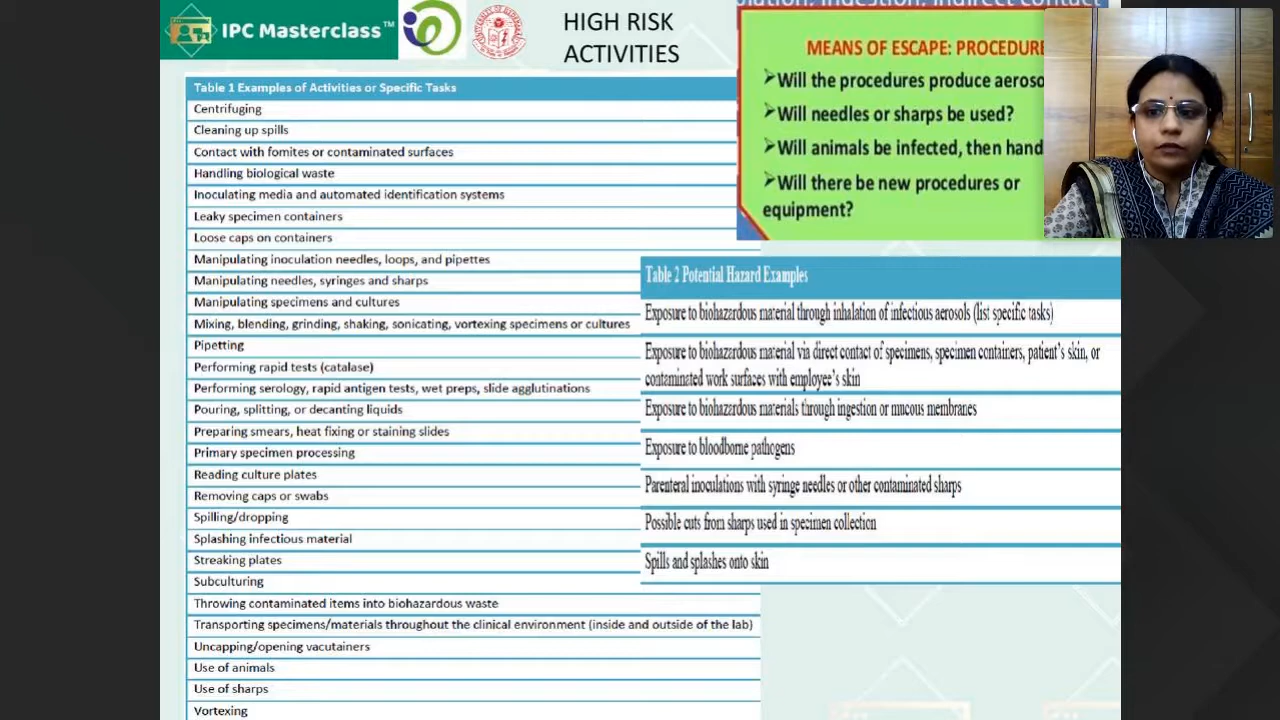 IPC Masterclass™
HIGH RISK
ACTIVITIES
Table 1 Examples of Activities or Specific Tasks
Centrifuging
Cleaning up spills
Contact with fomites or contaminated surfaces
Handling biological waste
Inoculating media and automated identification systems
Leaky specimen containers
Loose caps on containers
Manipulating inoculation needles, loops, and pipettes
Manipulating needles, syringes and sharps
Manipulating specimens and cultures
Mixing, blending, grinding, shaking, sonicating, vortexing specimens or cultures
Pipetting
Performing rapid tests (catalase)
Performing serology, rapid antigen tests, wet preps, slide agglutinations
Pouring, splitting, or decanting liquids
Preparing smears, heat fixing or staining slides
Primary specimen processing
Reading culture plates
Removing caps or swabs
Spilling/dropping
Splashing infectious material
Streaking plates
Subculturing
Throwing contaminated items into biohazardous waste
Transporting specimens/materials throughout the clinical environment (inside and outside of the lab)
Uncapping/opening vacutainers
Use of animals
Use of sharps
Vortexing
MEANS OF ESCAPE: PROCEDURE
➢Will the procedures produce aeroso
➢Will needles or sharps be used?
➢Will animals be infected, then hand
➢Will there be new procedures or
equipment?
Table 2 Potential Hazard Examples
Exposure to biohazardous material through inhalation of infectious aerosols (list specific tasks)
Exposure to biohazardous material via direct contact of specimens, specimen containers, patient's skin, or
contaminated work surfaces with employee's skin
Exposure to biohazardous materials through ingestion or mucous membranes
Exposure to bloodborne pathogens
Parenteral inoculations with syringe needles or other contaminated sharps
Possible cuts from sharps used in specimen collection
Spills and splashes onto skin